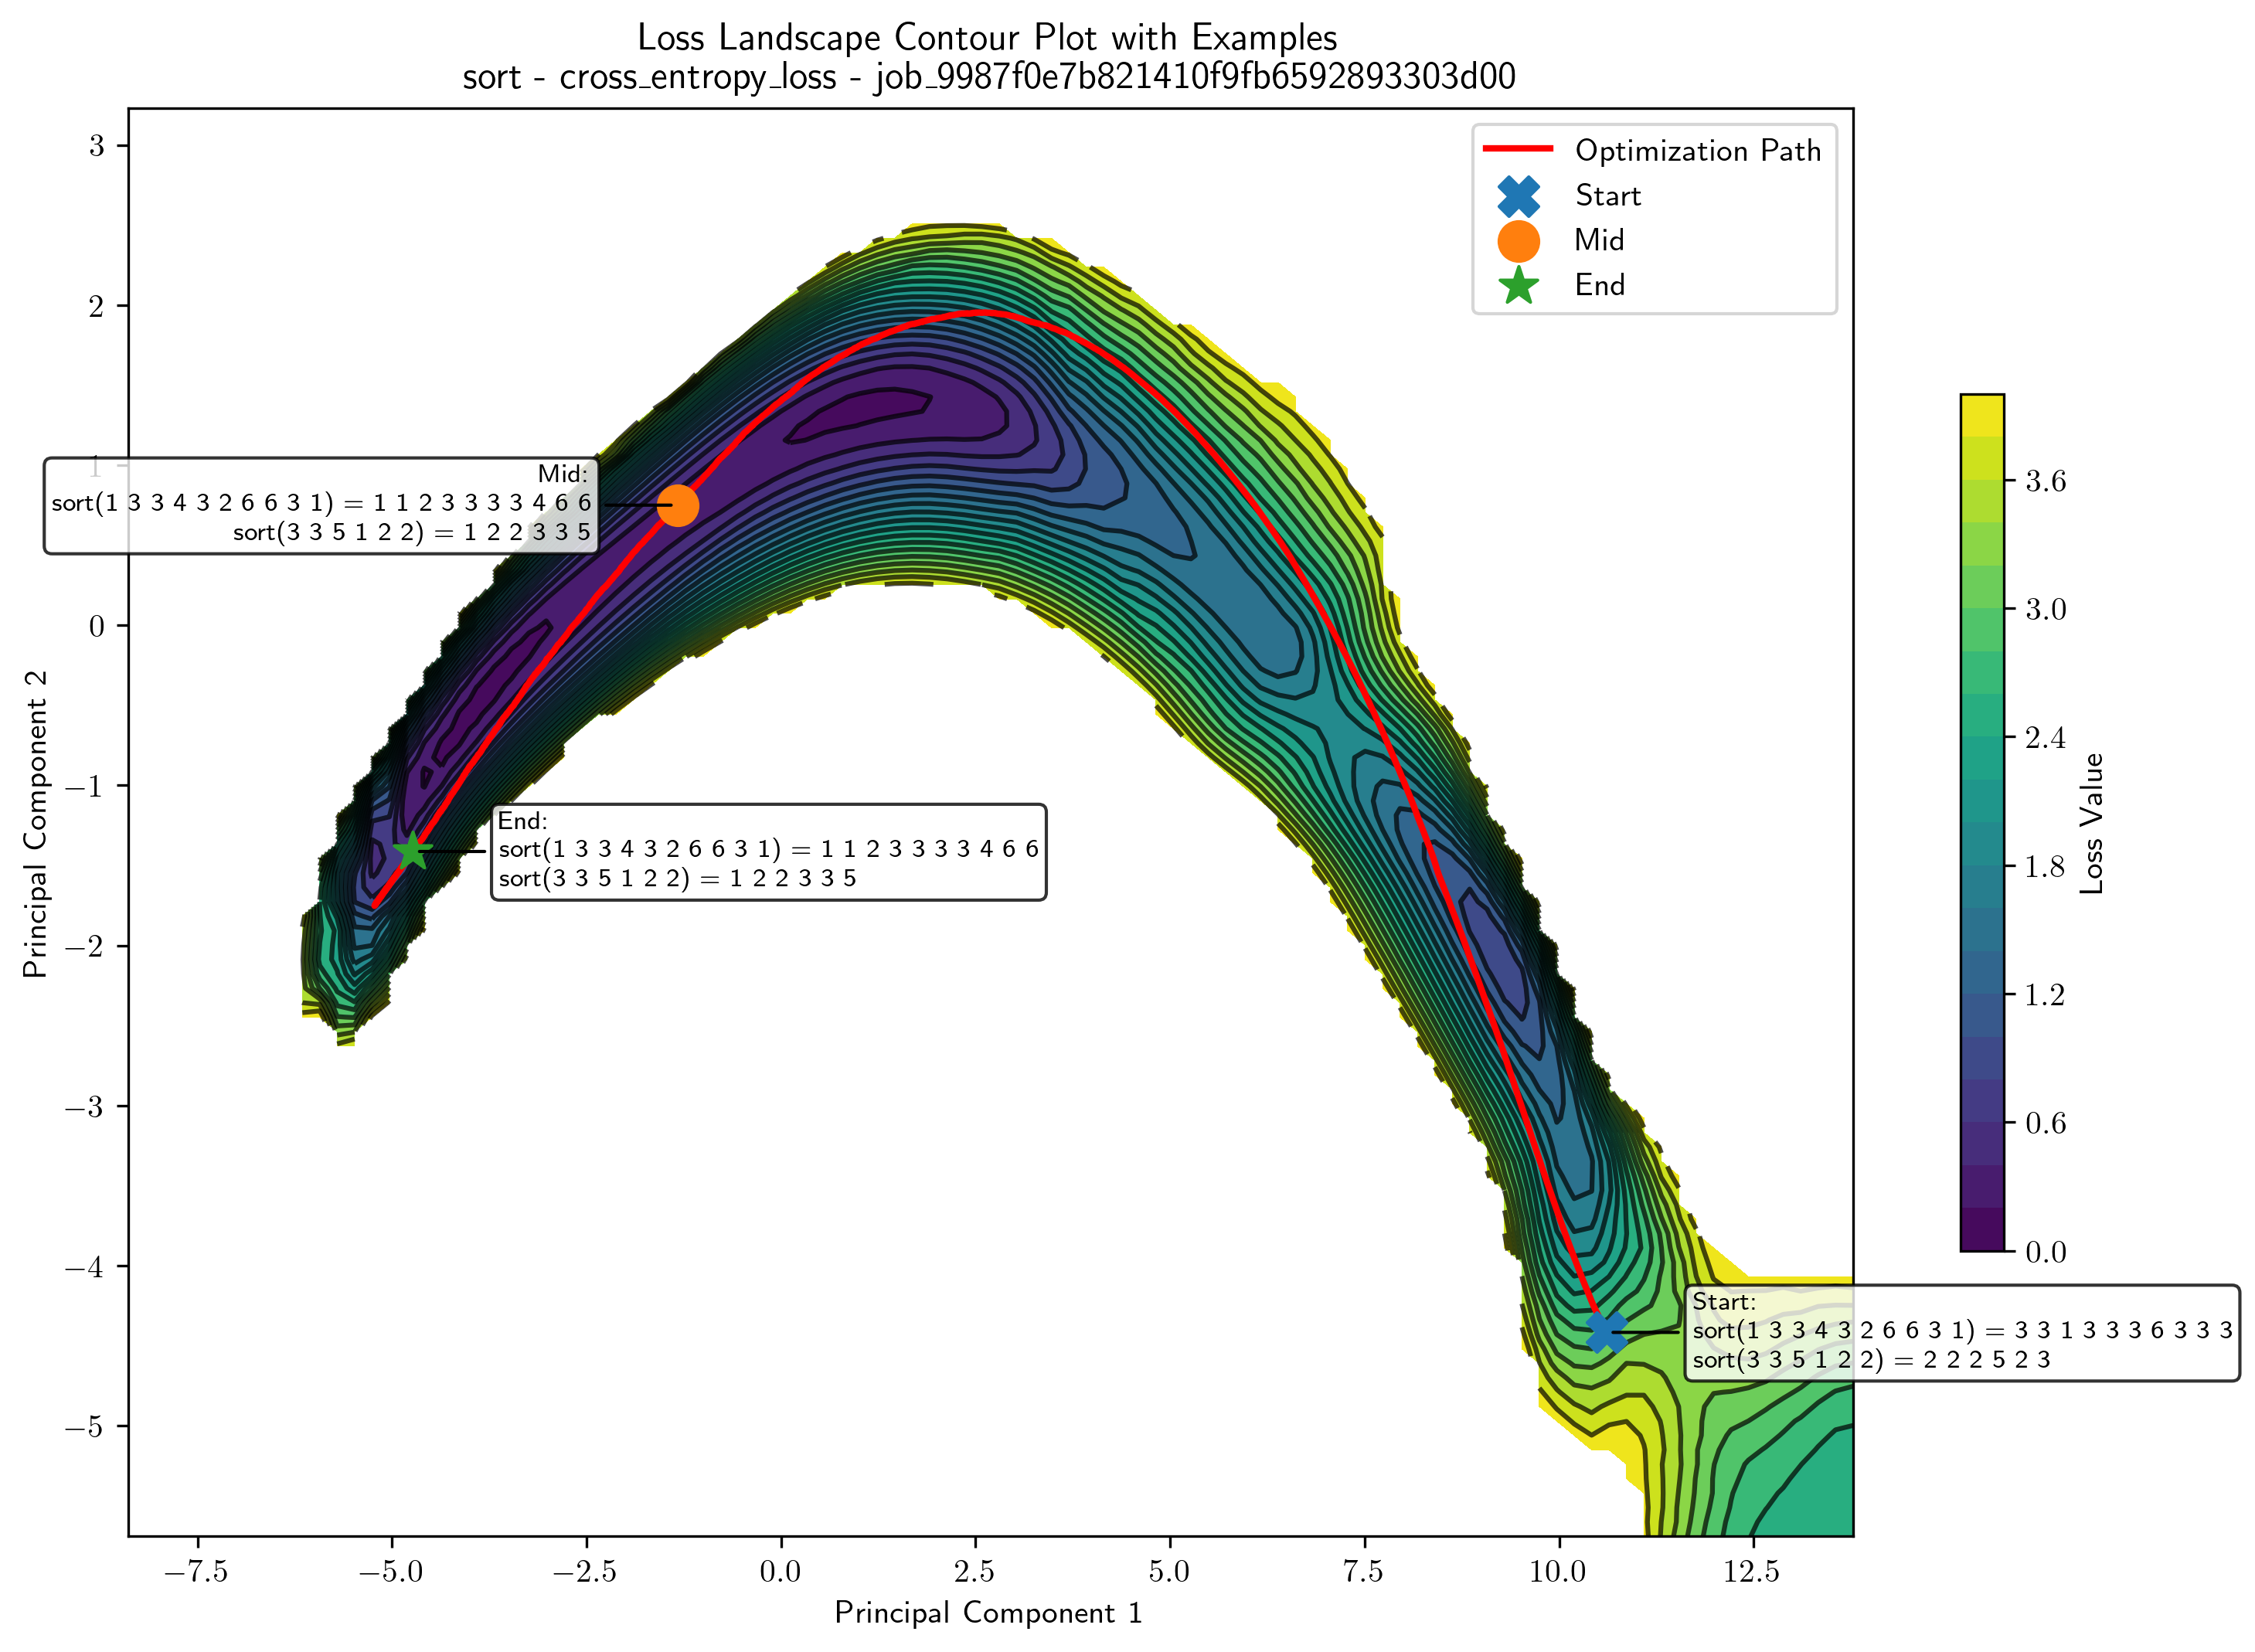 Loss Landscape Contour Plot with Examples
sort - cross_entropy_loss - job_9987f0e7b821410f9fb6592893303d00
Optimization Path
Start
Mid
End
3
2
1
0
−1
−2
−3
−4
−5
Principal Component 2
Mid:
sort(1 3 3 4 3 2 6 6 3 1) = 1 1 2 3 3 3 3 4 6 6
sort(3 3 5 1 2 2) = 1 2 2 3 3 5
End:
sort(1 3 3 4 3 2 6 6 3 1) = 1 1 2 3 3 3 3 4 6 6
sort(3 3 5 1 2 2) = 1 2 2 3 3 5
Start:
sort(1 3 3 4 3 2 6 6 3 1) = 3 3 1 3 3 3 6 3 3 3
sort(3 3 5 1 2 2) = 2 2 2 5 2 3
3.6
3.0
2.4
1.8
1.2
0.6
0.0
Loss Value
−7.5 −5.0 −2.5 0.0 2.5 5.0 7.5 10.0 12.5
Principal Component 1